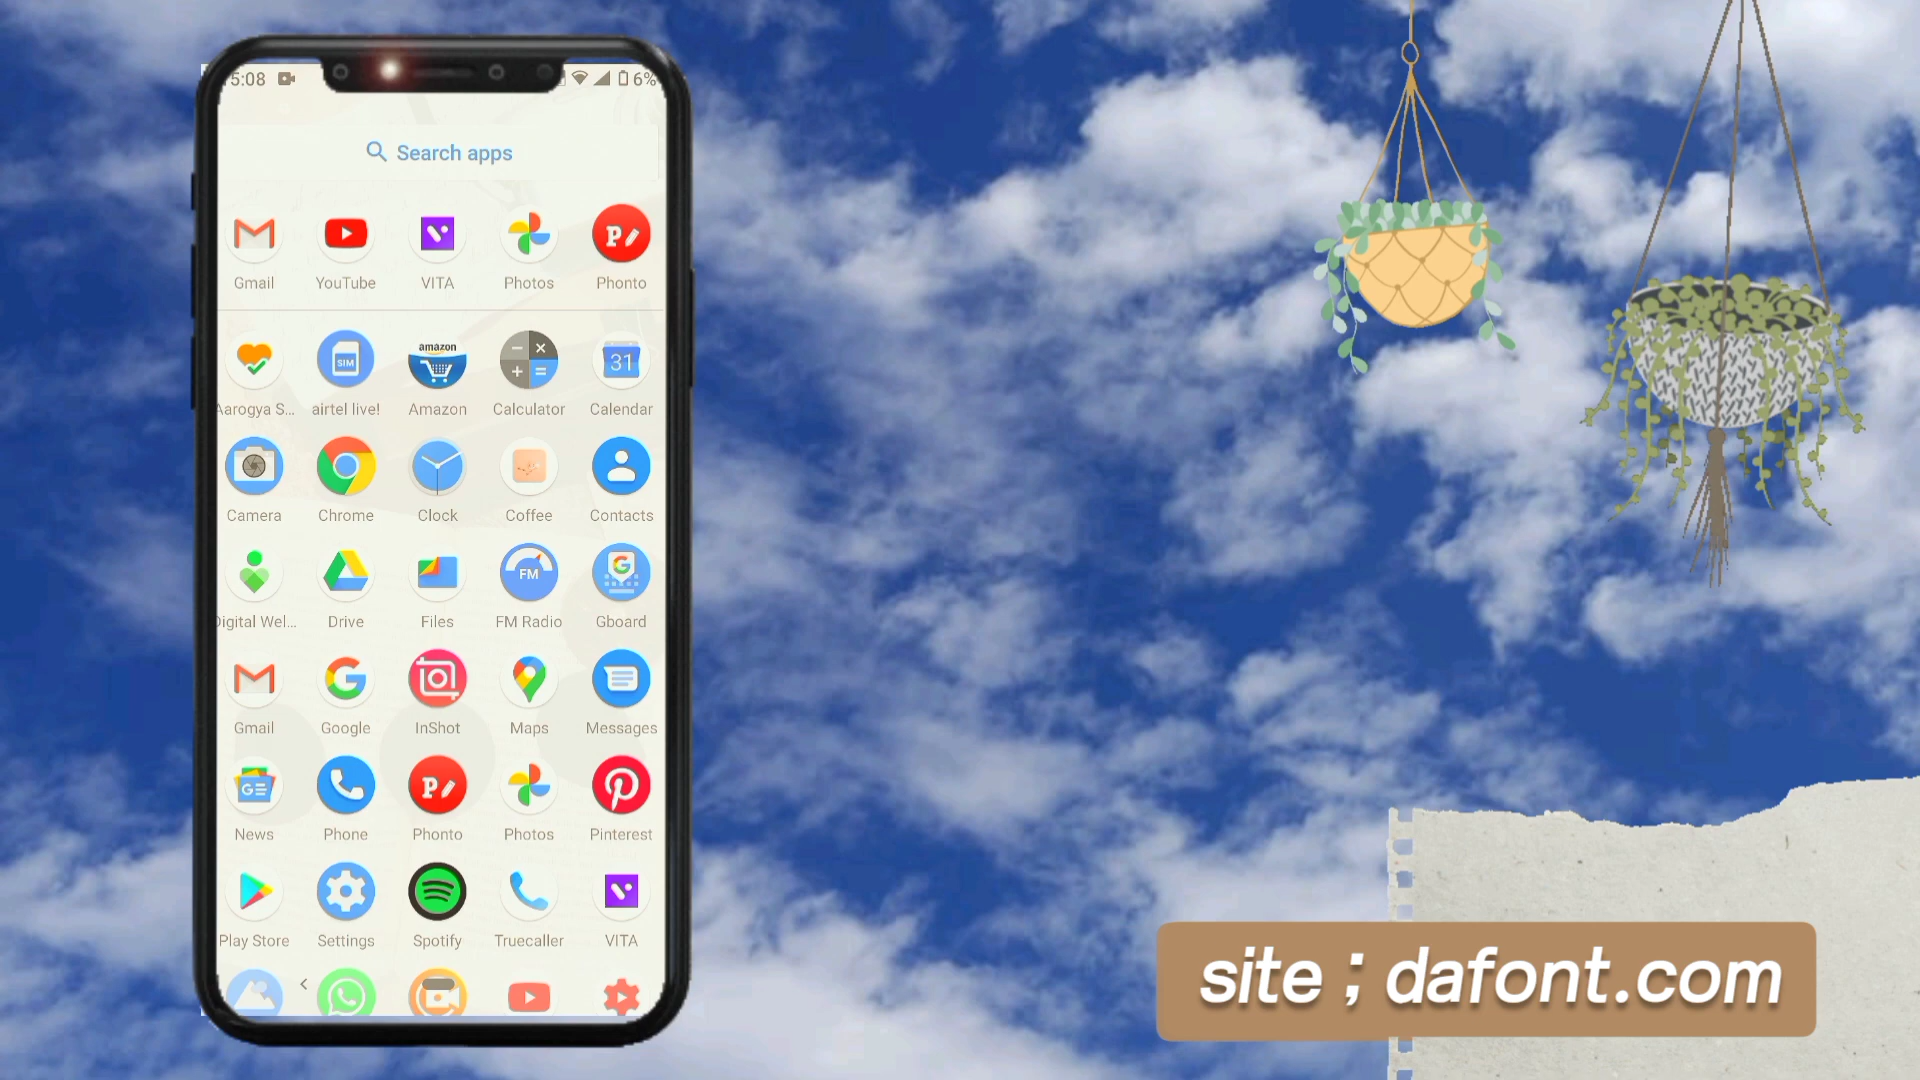 5:08
6%
Search apps
Gmail YouTube VITA Photos Phonto
amazon
SIM
31
Aarogya S... airtel live! Amazon Calculator Calendar
Camera Chrome Clock Coffee Contacts
FM
G
Digital Wel... Drive Files FM Radio Gboard
Gmail Google InShot Maps Messages
GE
News Phone Phonto Photos Pinterest
Play Store Settings Spotify Truecaller VITA
site ; dafont.com